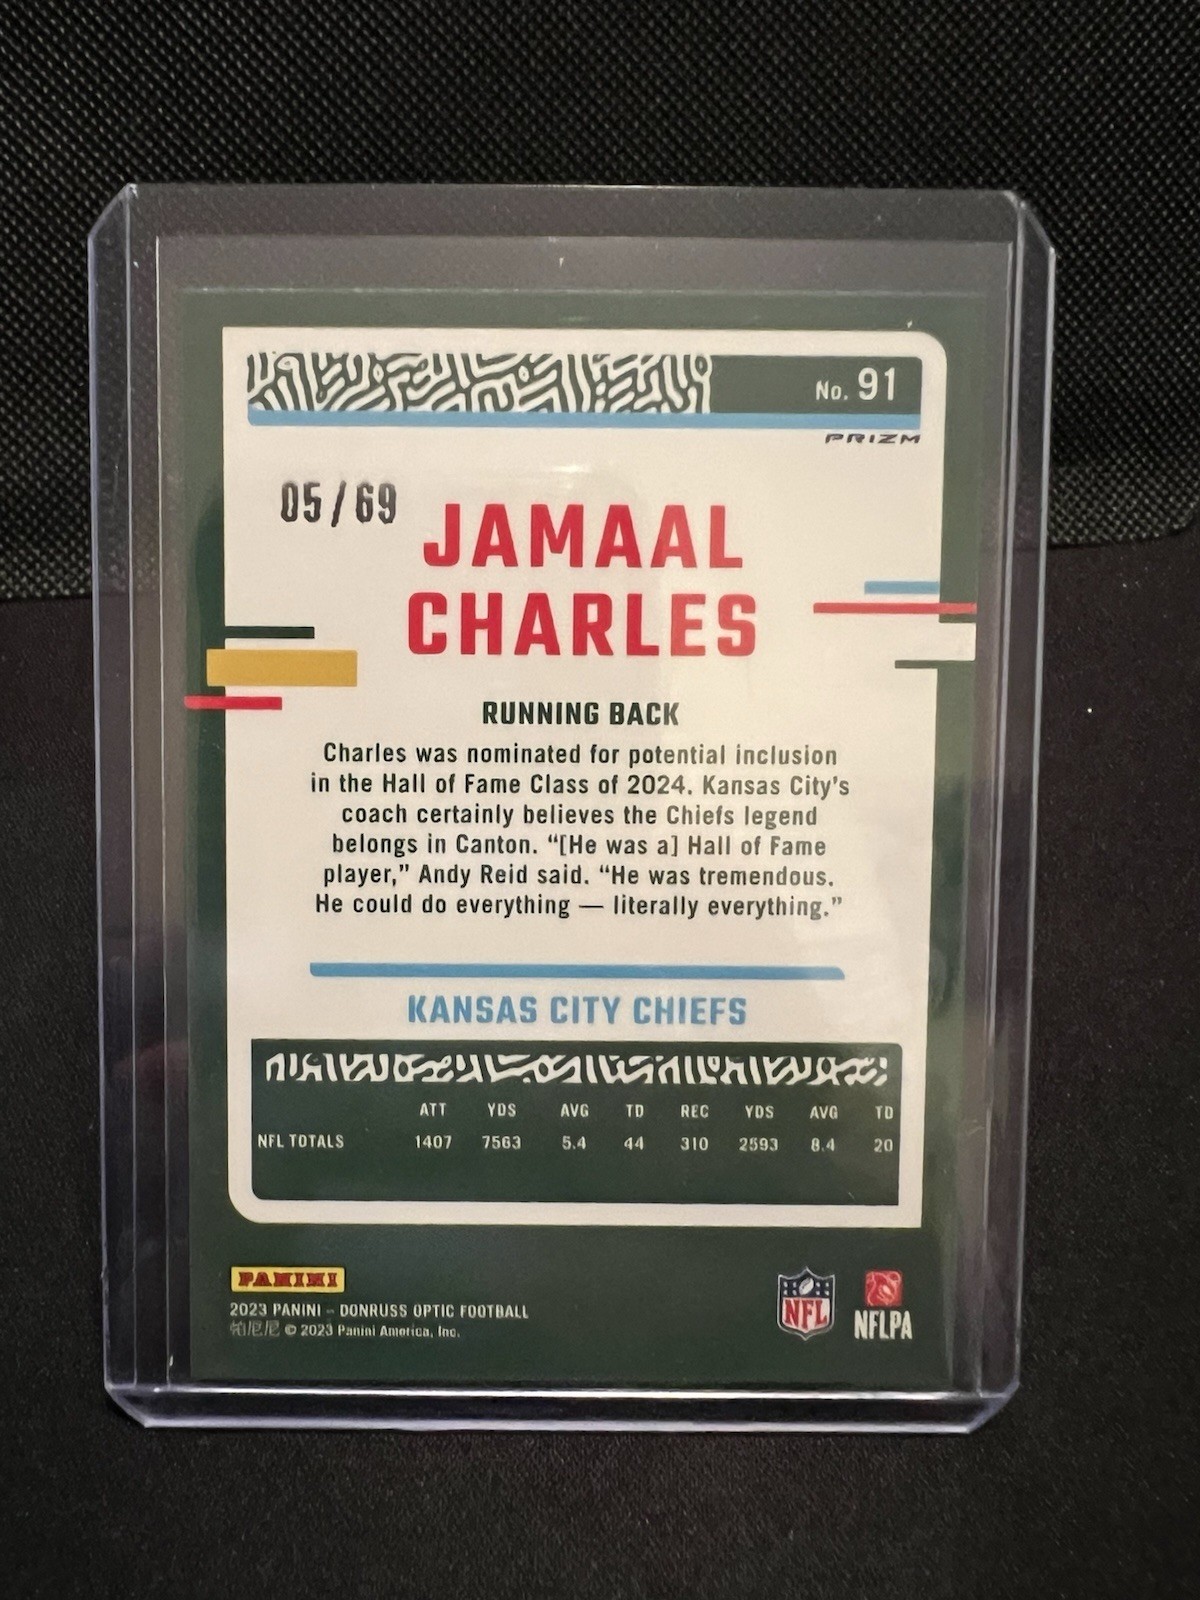 No. 91
PRIZM
05/69
JAMAAL
CHARLES
RUNNING BACK
Charles was nominated for potential inclusion
in the Hall of Fame Class of 2024. Kansas City's
coach certainly believes the Chiefs legend
belongs in Canton. “[He was a] Hall of Fame
player,” Andy Reid said. “He was tremendous.
He could do everything — literally everything.”
KANSAS CITY CHIEFS
ATT YDS AVG TD REC YDS AVG TD
NFL TOTALS 1407 7563 5.4 44 310 2593 8.4 20
PANINI
2023 PANINI – DONRUSS OPTIC FOOTBALL
帕尼尼 © 2023 Panini America, Inc.
NFL
NFLPA